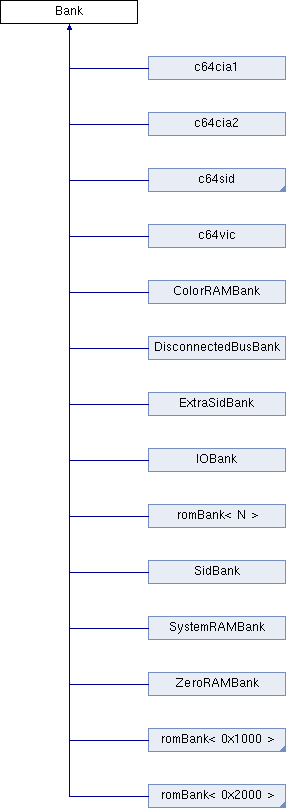 Bank
c64cia1
c64cia2
c64sid
c64vic
ColorRAMBank
DisconnectedBusBank
ExtraSidBank
IOBank
romBank< N >
SidBank
SystemRAMBank
ZeroRAMBank
romBank< 0x1000 >
romBank< 0x2000 >